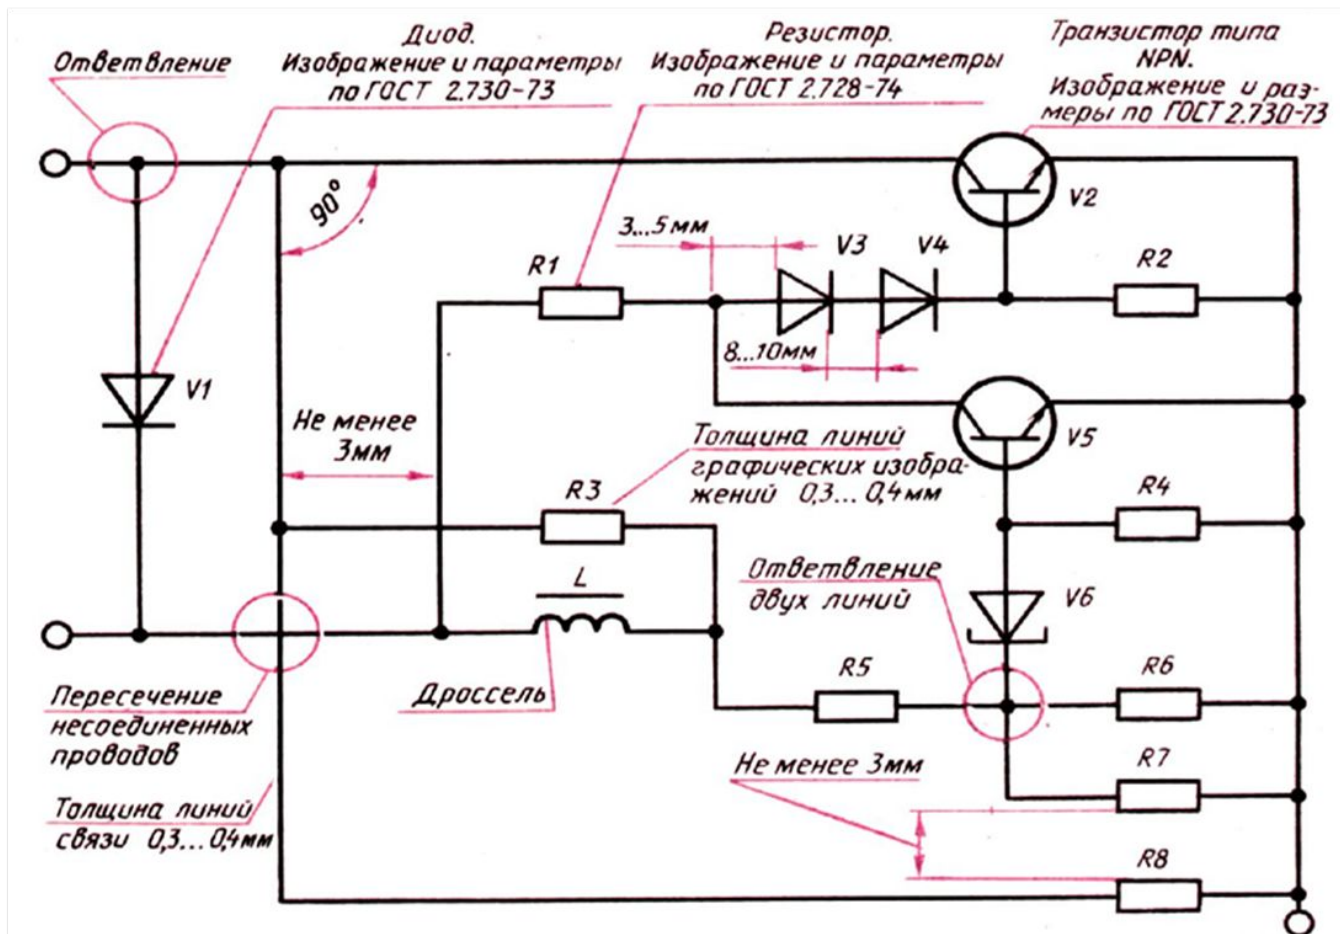 Ответвление
Диод.
Изображение и параметры
по ГОСТ 2.730-73
Резистор.
Изображение и параметры
по ГОСТ 2.728-74
Транзистор типа
NPN.
Изображение и раз-
меры по ГОСТ 2.730-73
90°
3...5мм
V3
V4
V2
R1
R2
8...10мм
V1
Не менее
3мм
Толщина линий
графических изобра-
жений 0,3...0,4мм
V5
R3
R4
L
Ответвление
двух линий
V6
Дроссель
R5
R6
Пересечение
несоединенных
проводов
Не менее 3мм
R7
Толщина линий
связи 0,3...0,4мм
R8